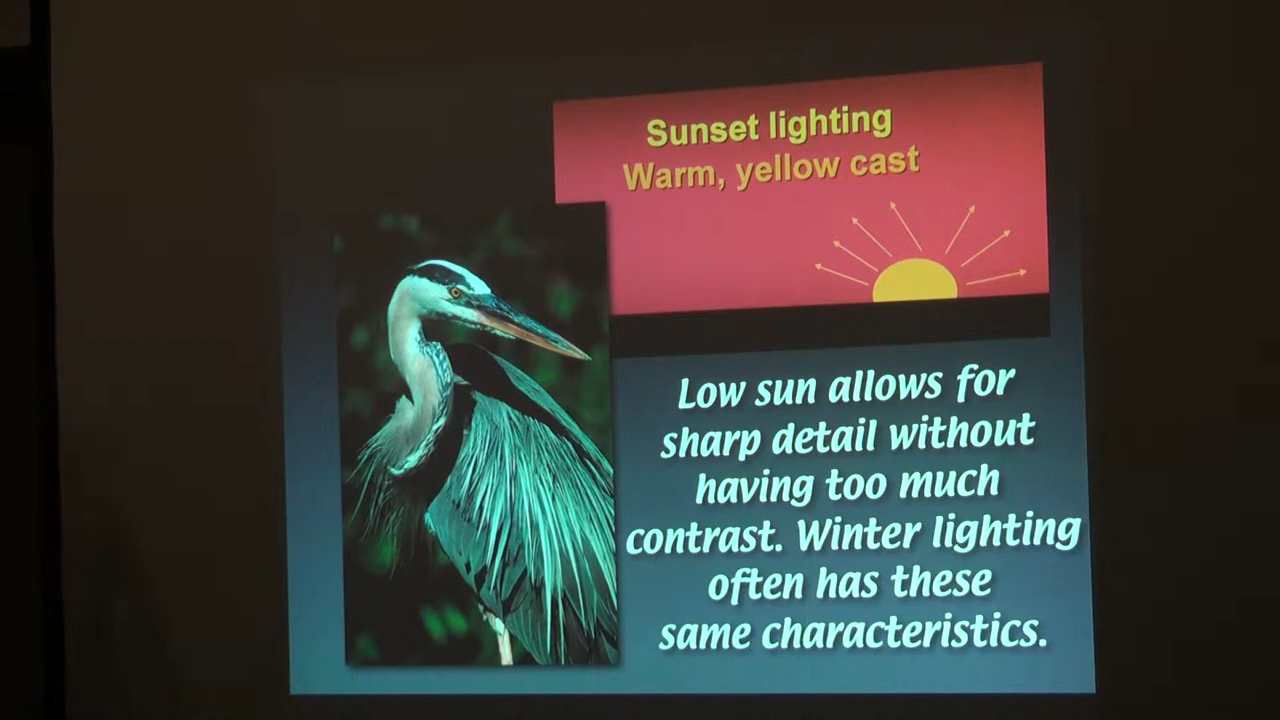 Sunset lighting
Warm, yellow cast
Low sun allows for
sharp detail without
having too much
contrast. Winter lighting
often has these
same characteristics.